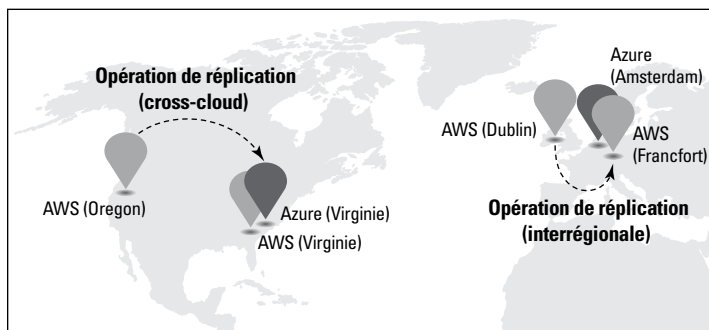 Opération de réplication
(cross-cloud)
AWS (Oregon)
Azure (Virginie)
AWS (Virginie)
Azure
(Amsterdam)
AWS (Dublin)
AWS
(Francfort)
Opération de réplication
(interrégionale)